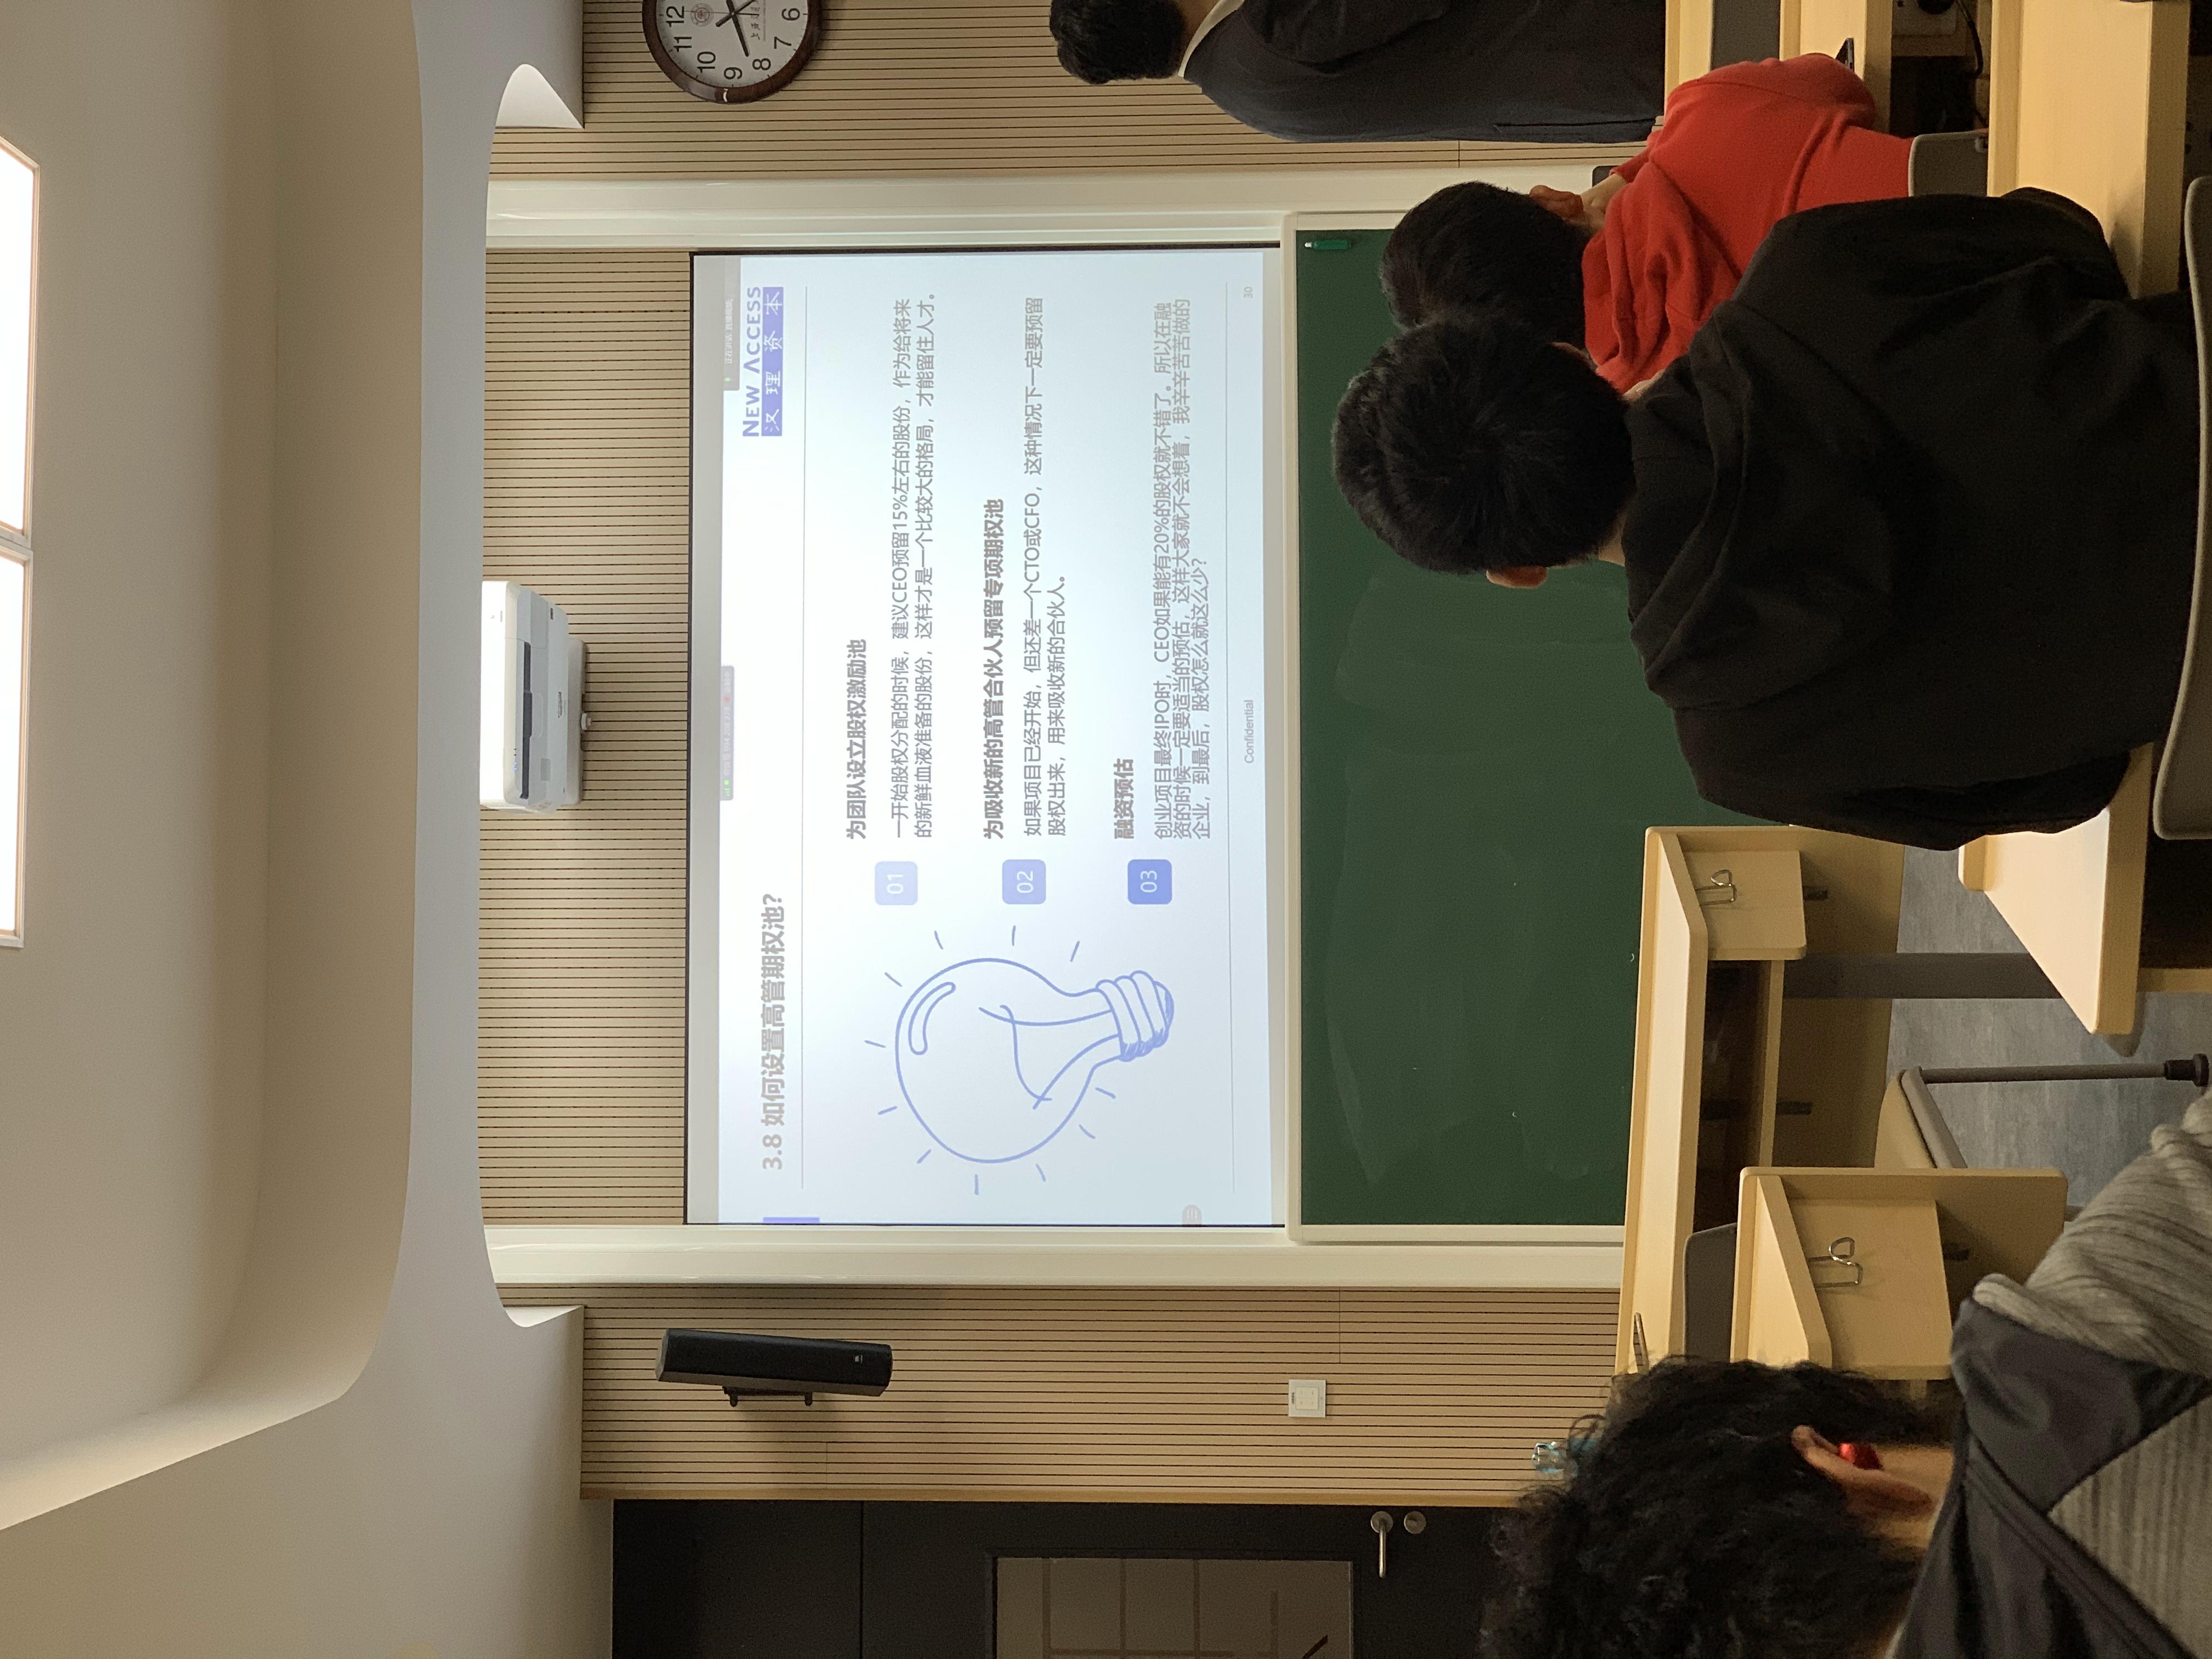 3.8 如何设置高管期权池？
NEW ACCESS
汉理资本
01
为团队设立股权激励池
一开始股权分配的时候，建议CEO预留15%左右的股份，作为给将来
的新鲜血液准备的股份，这样才是一个比较大的格局，才能留住人才。
02
为吸收新的高管合伙人预留专项期权池
如果项目已经开始，但还差一个CTO或CFO，这种情况下一定要预留
股权出来，用来吸收新的合伙人。
03
融资预估
创业项目最终IPO时，CEO如果能有20%的股权就不错了。所以在融
资的时候一定要适当的预估，这样大家就不会想着，我辛辛苦苦做的
企业，到最后，股权怎么就这么少？
Confidential
30
11 12
10
9
8
7 6